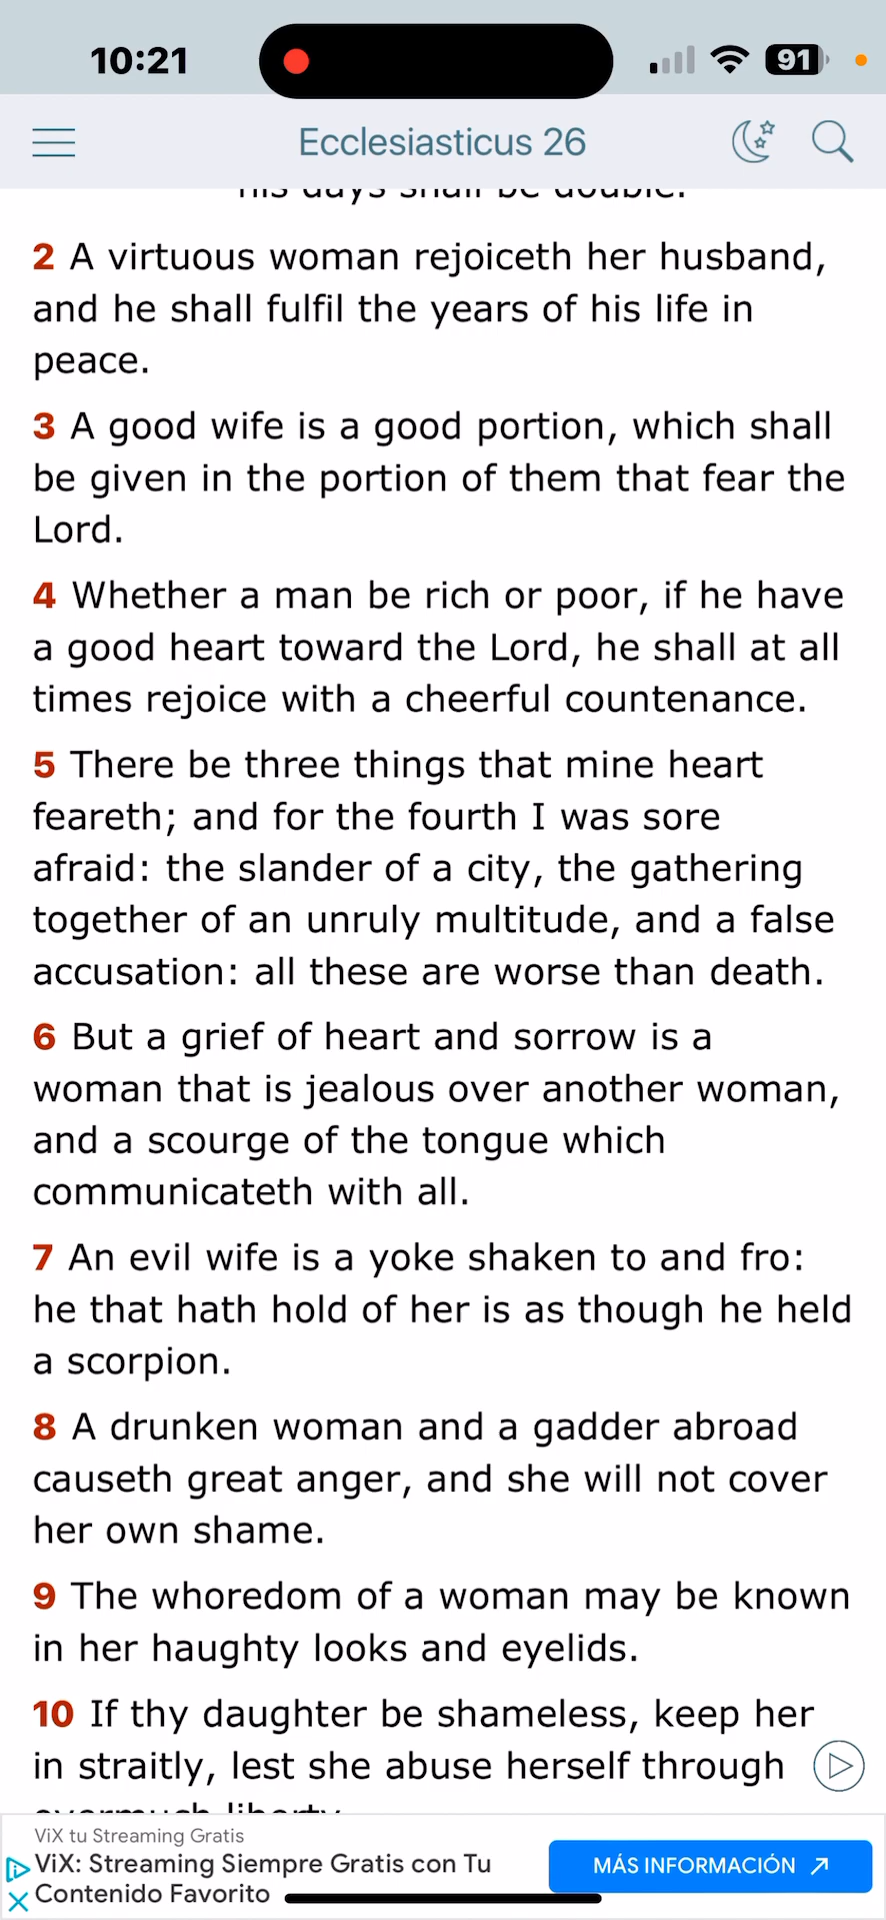 10:21
91
Ecclesiasticus 26
his days shall be double.
2 A virtuous woman rejoiceth her husband,
and he shall fulfil the years of his life in
peace.
3 A good wife is a good portion, which shall
be given in the portion of them that fear the
Lord.
4 Whether a man be rich or poor, if he have
a good heart toward the Lord, he shall at all
times rejoice with a cheerful countenance.
5 There be three things that mine heart
feareth; and for the fourth I was sore
afraid: the slander of a city, the gathering
together of an unruly multitude, and a false
accusation: all these are worse than death.
6 But a grief of heart and sorrow is a
woman that is jealous over another woman,
and a scourge of the tongue which
communicateth with all.
7 An evil wife is a yoke shaken to and fro:
he that hath hold of her is as though he held
a scorpion.
8 A drunken woman and a gadder abroad
causeth great anger, and she will not cover
her own shame.
9 The whoredom of a woman may be known
in her haughty looks and eyelids.
10 If thy daughter be shameless, keep her
in straitly, lest she abuse herself through
overmuch liberty.
ViX tu Streaming Gratis
ViX: Streaming Siempre Gratis con Tu
Contenido Favorito
MÁS INFORMACIÓN